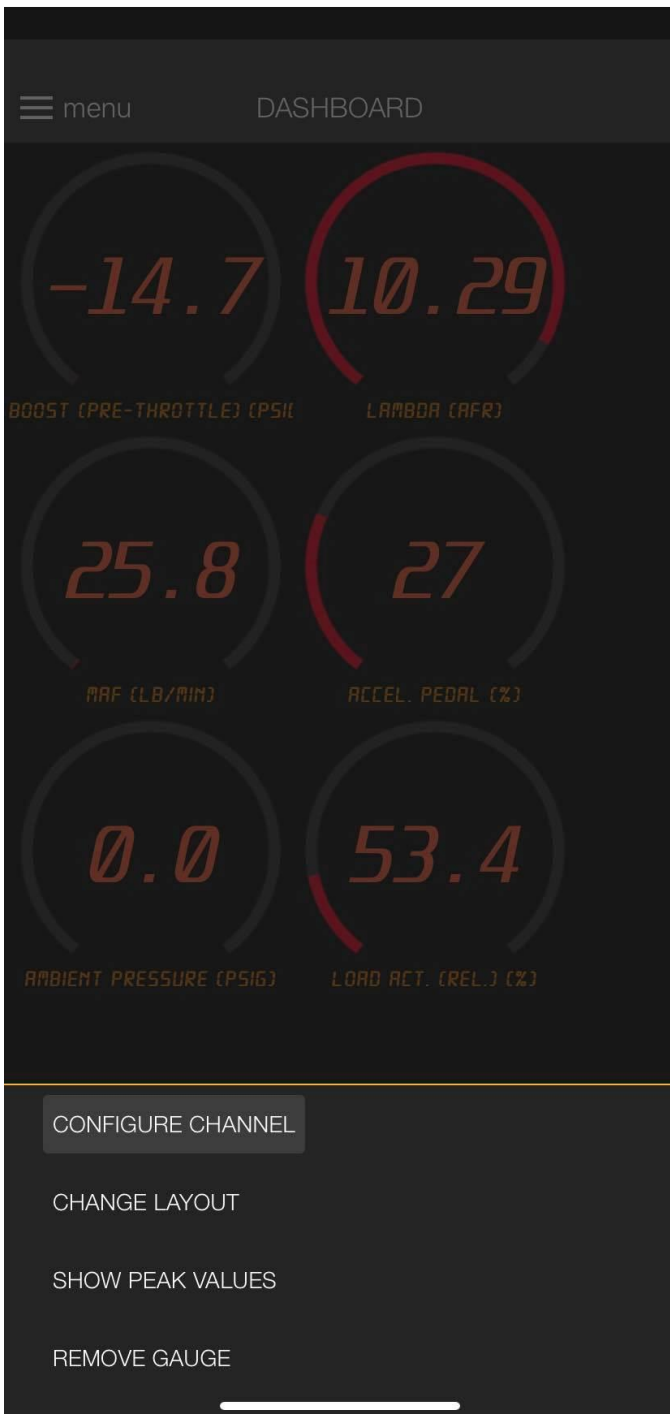 menu DASHBOARD
-14.7 10.29
BOOST (PRE-THROTTLE) (PSI( LAMBDA (AFR)
25.8 27
MAF (LB/MIN) ACCEL. PEDAL (%)
0.0 53.4
AMBIENT PRESSURE (PSIG) LOAD ACT. (REL.) (%)
CONFIGURE CHANNEL
CHANGE LAYOUT
SHOW PEAK VALUES
REMOVE GAUGE